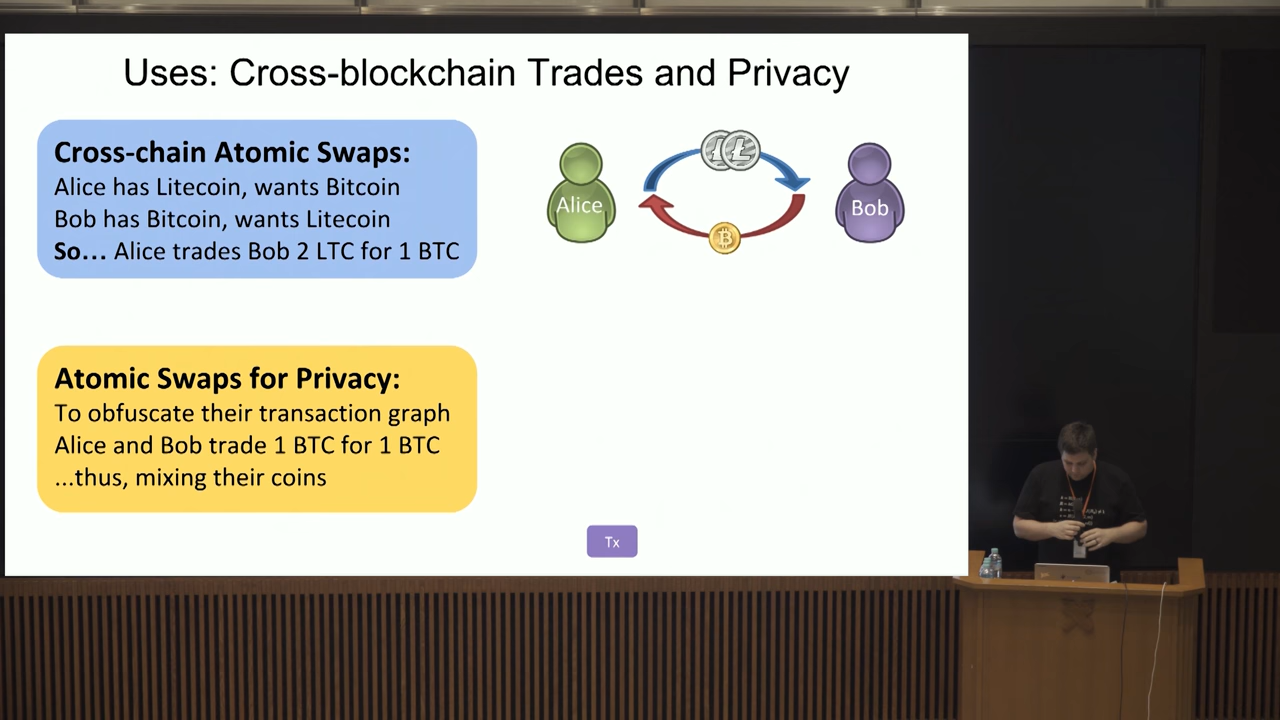 Uses: Cross-blockchain Trades and Privacy
Cross-chain Atomic Swaps:
Alice has Litecoin, wants Bitcoin
Bob has Bitcoin, wants Litecoin
So... Alice trades Bob 2 LTC for 1 BTC
Alice
Bob
Atomic Swaps for Privacy:
To obfuscate their transaction graph
Alice and Bob trade 1 BTC for 1 BTC
...thus, mixing their coins
Tx